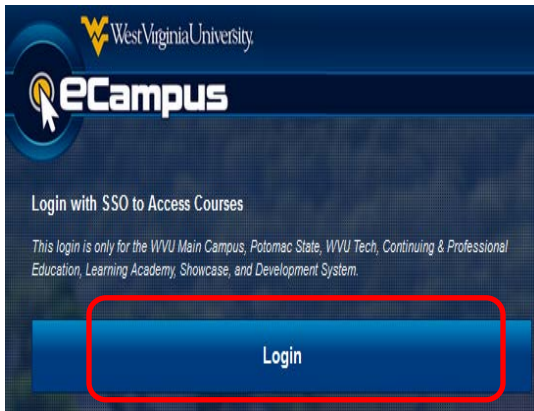 WestVirginiaUniversity.
eCampus
Login with SSO to Access Courses
This login is only for the WVU Main Campus, Potomac State, WVU Tech, Continuing & Professional
Education, Learning Academy, Showcase, and Development System.
Login